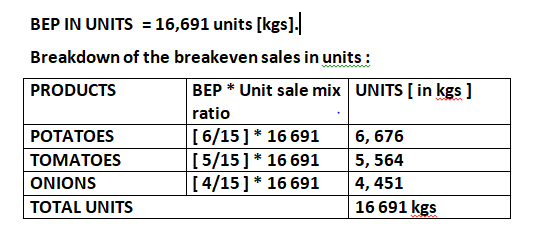 BEP IN UNITS = 16,691 units [kgs].
Breakdown of the breakeven sales in units :
PRODUCTS BEP * Unit sale mix ratio UNITS [ in kgs ]
POTATOES [ 6/15 ] * 16 691 6, 676
TOMATOES [ 5/15 ] * 16 691 5, 564
ONIONS [ 4/15 ] * 16 691 4, 451
TOTAL UNITS 16 691 kgs